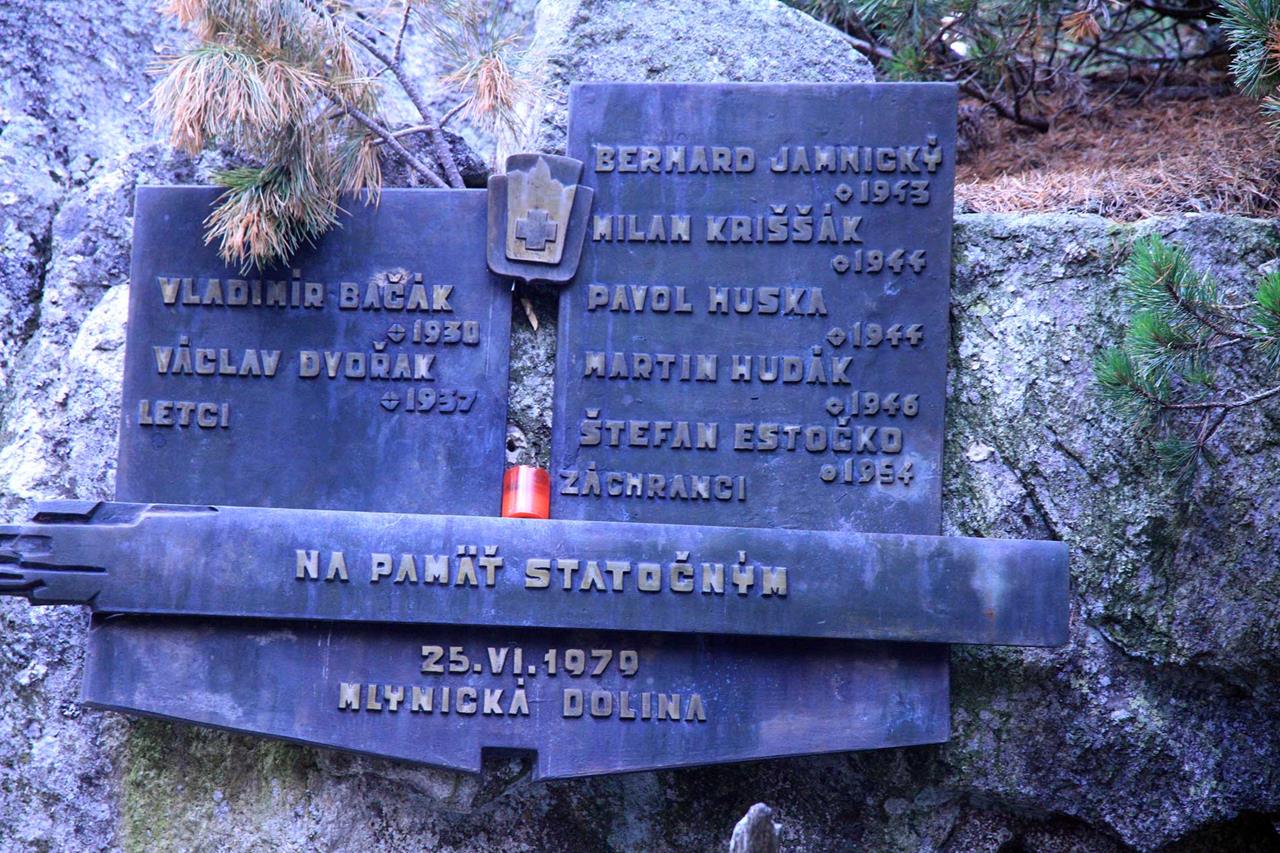 VLADIMÍR BAČÁK
1930
VÁCLAV DVOŘAK
1937
LETCI
BERNARD JAMNICKÝ
1943
MILAN KRIŠŠÁK
1944
PAVOL HUSKA
1944
MARTIN HUDÁK
1946
ŠTEFAN ESTOČKO
1954
ZÁCHRANCI
NA PAMÄŤ STATOČNÝM
25.VI.1979
MLYNICKÁ DOLINA